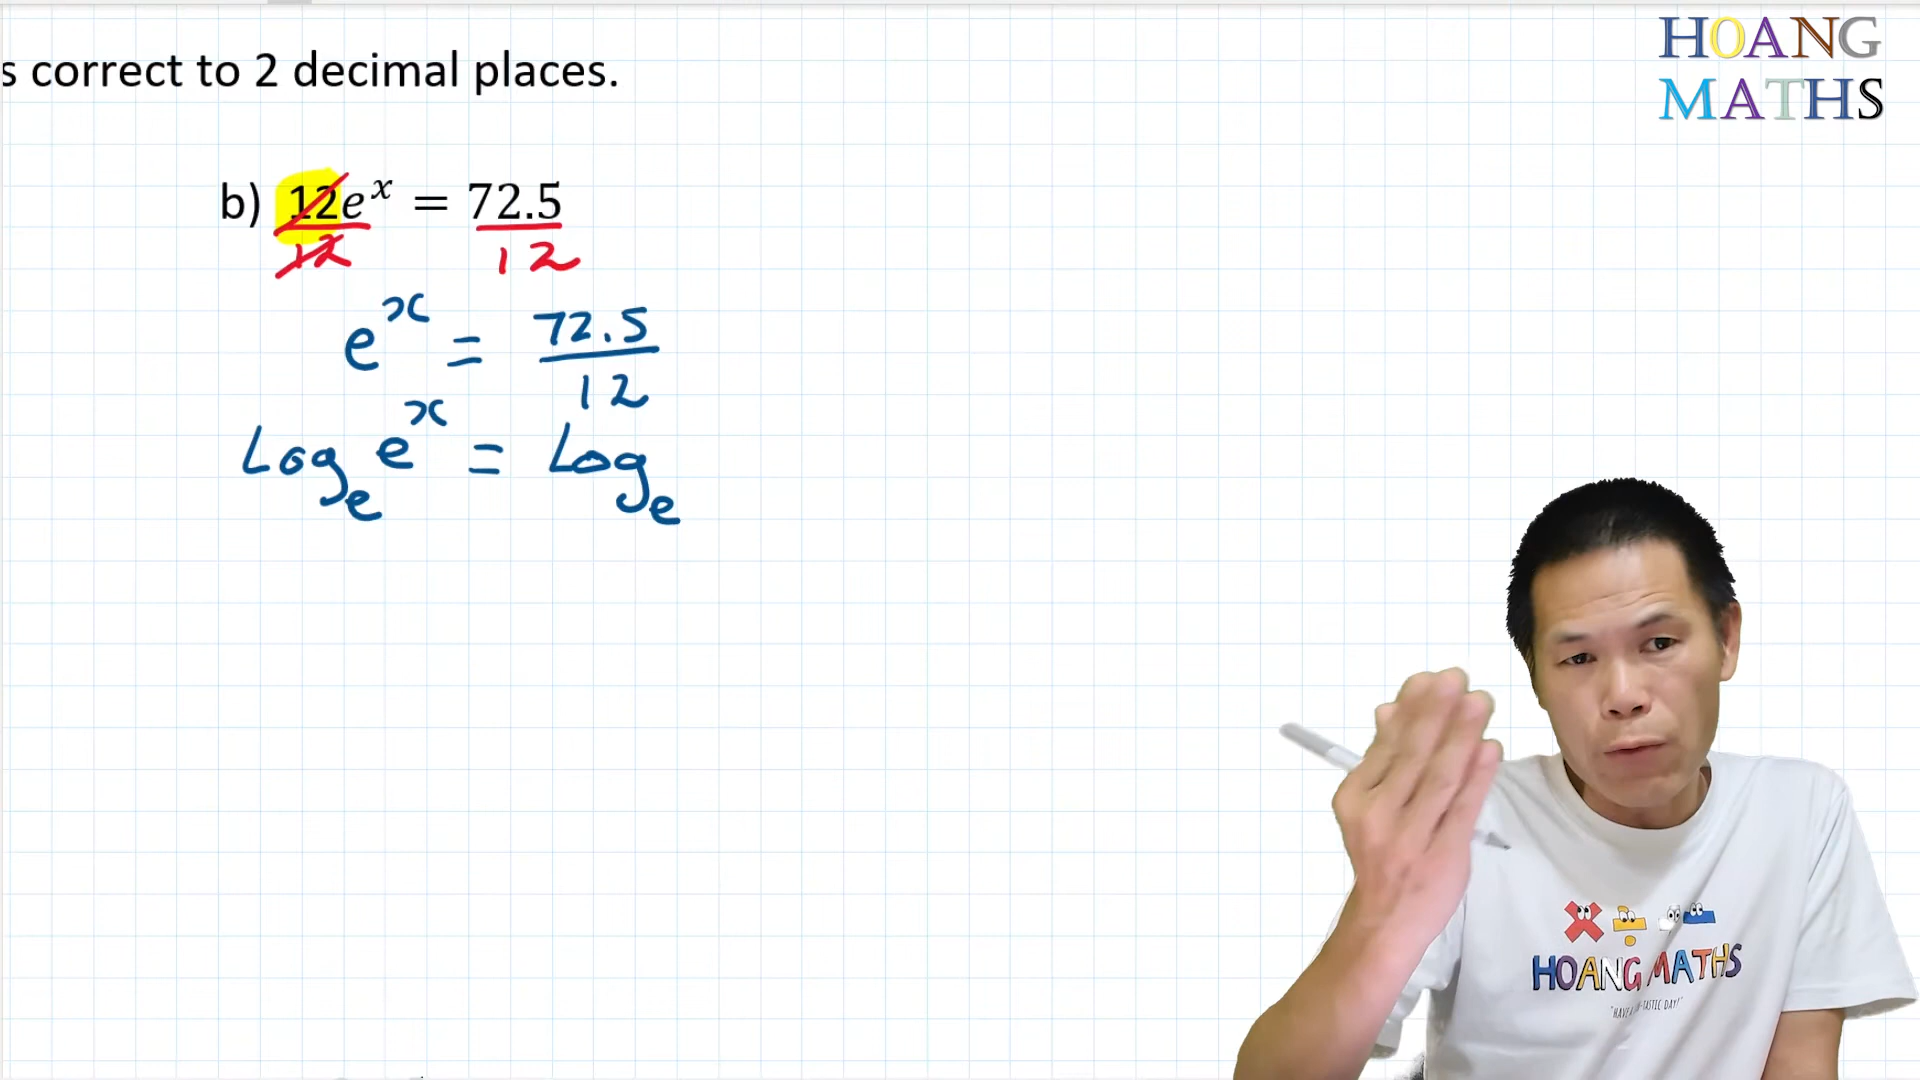 s correct to 2 decimal places.
HOANG
MATHS
b) 12e^x = 72.5
12 12
e^x = 72.5
12
Log_e e^x = Log_e
HOANG MATHS